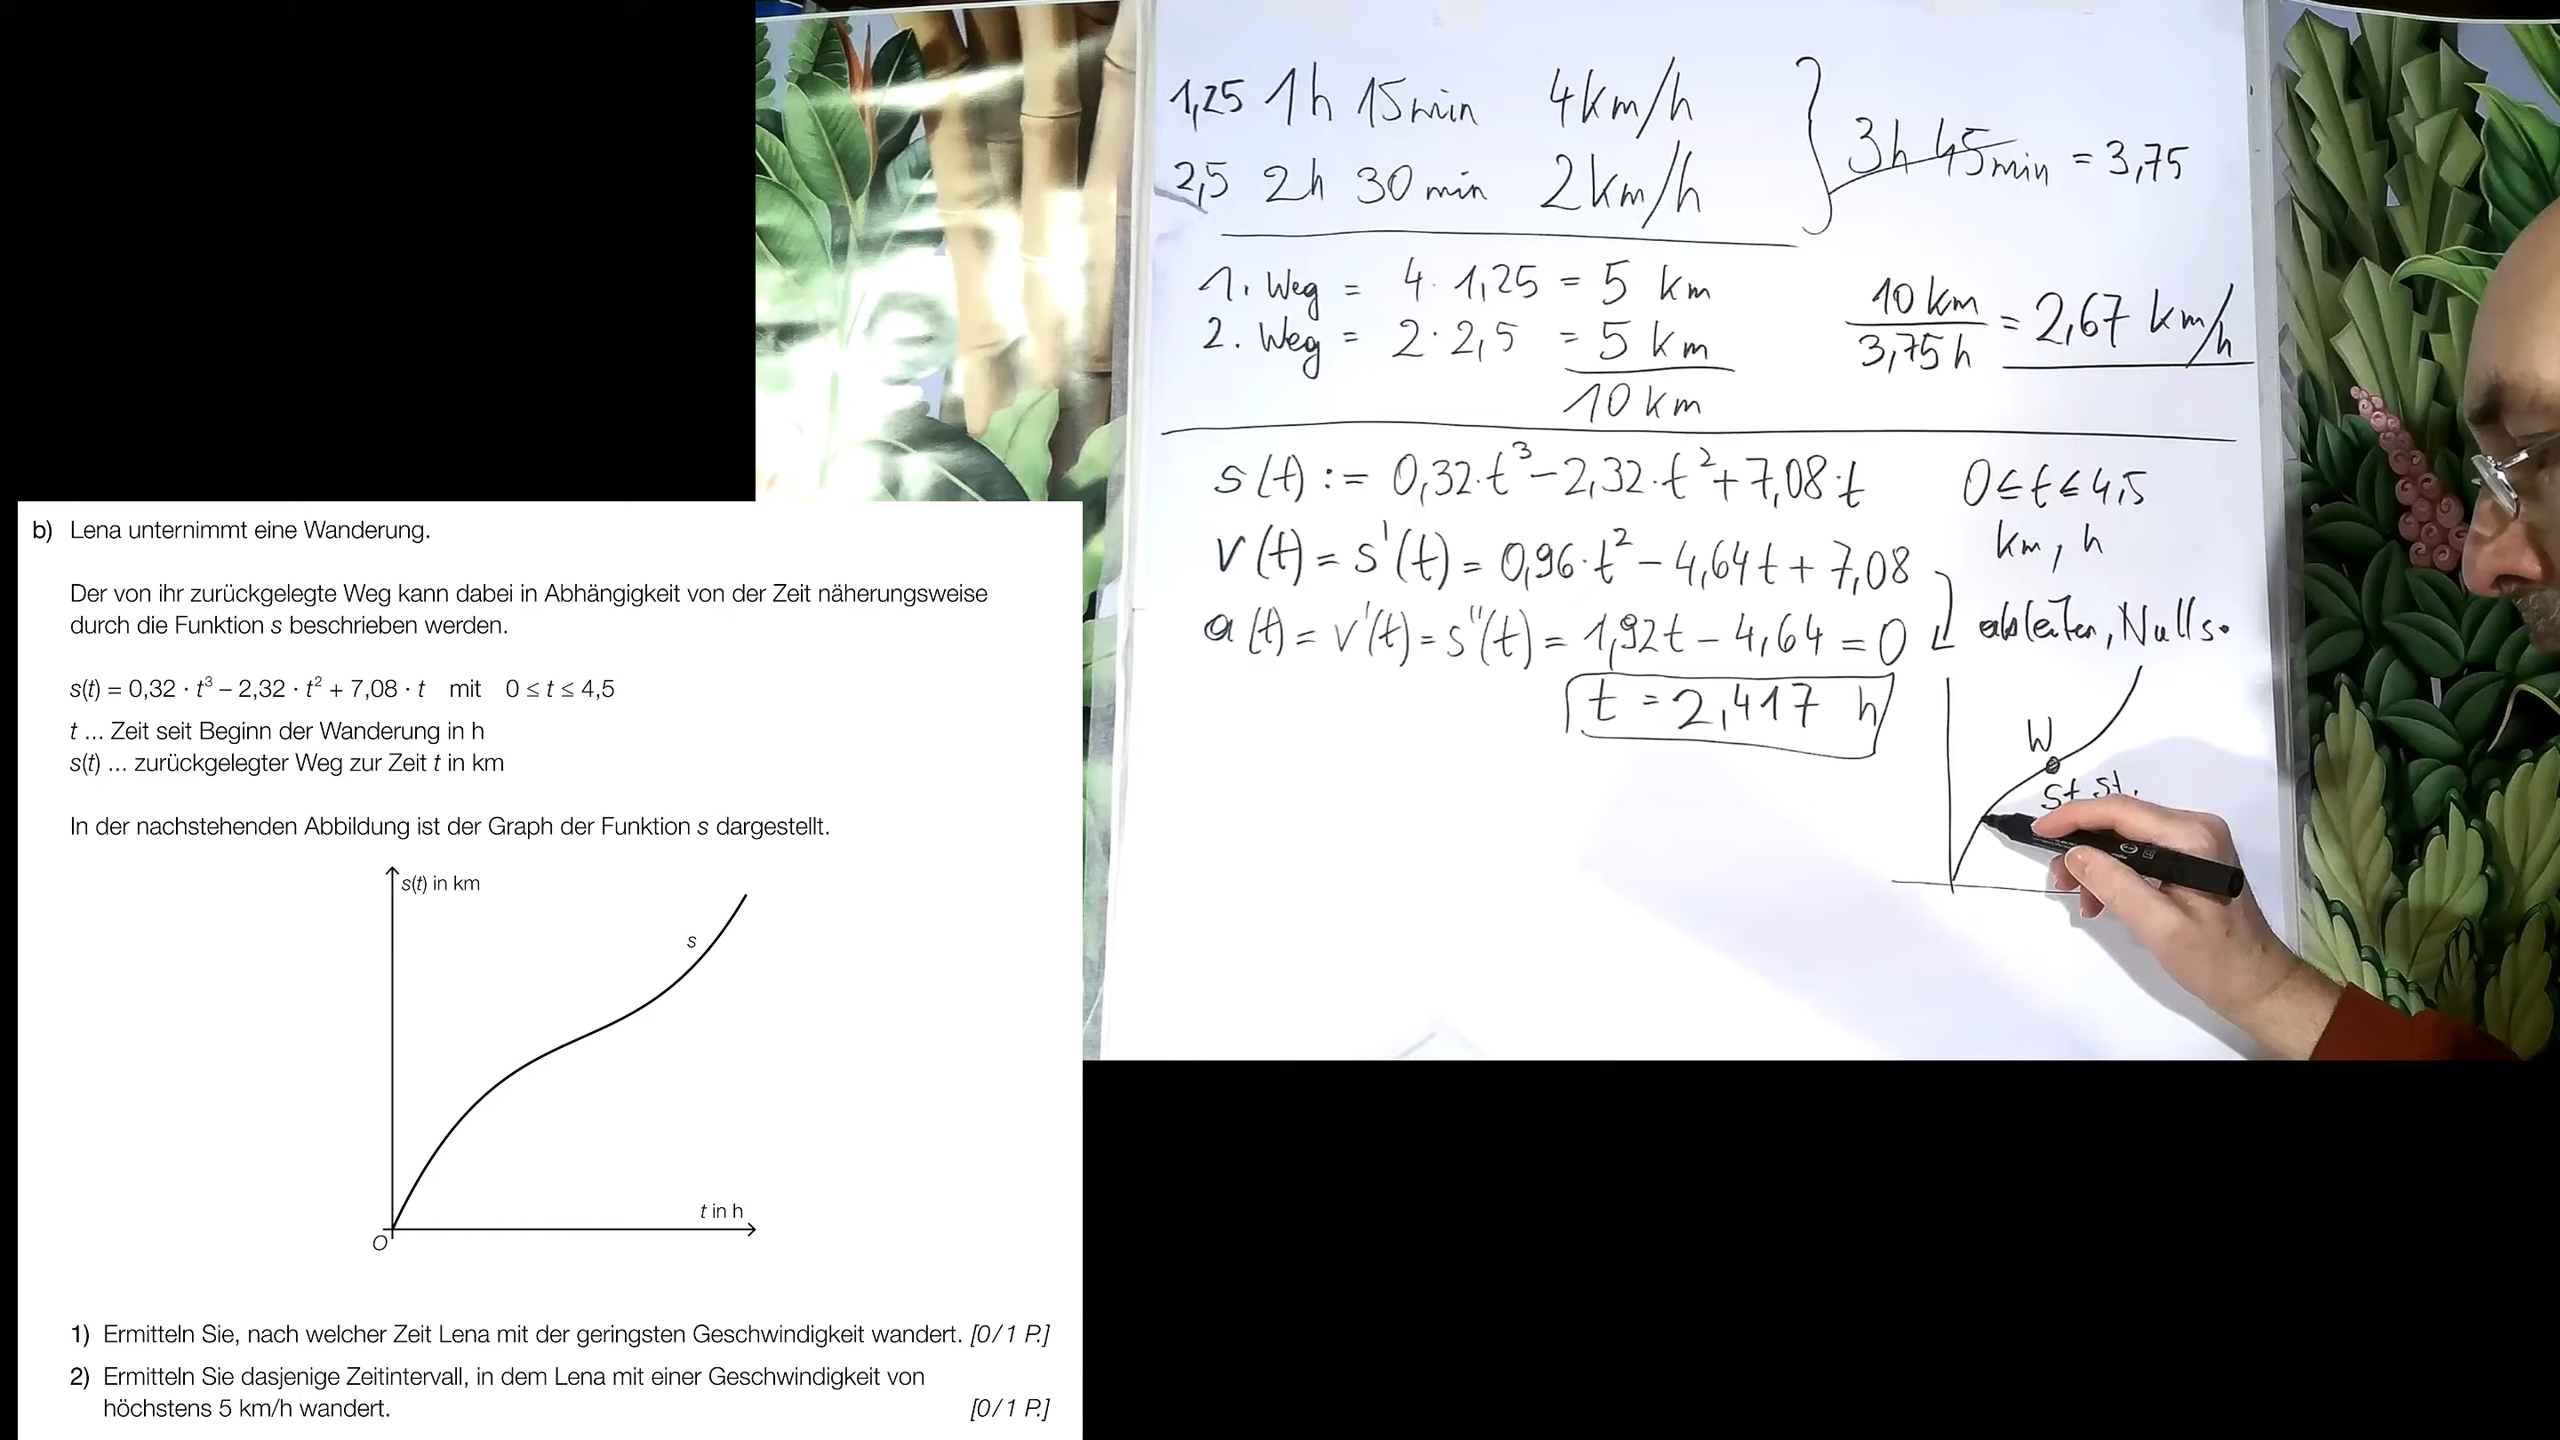 1,25 1h 15min 4km/h
2,5 2h 30min 2km/h
3h 45min = 3,75
1. Weg = 4 · 1,25 = 5 km
2. Weg = 2 · 2,5 = 5 km
10 km
10 km / 3,75 h = 2,67 km/h
s(t) := 0,32·t³ – 2,32·t² + 7,08·t 0 ≤ t ≤ 4,5
km, h
v(t) = s'(t) = 0,96·t² – 4,64t + 7,08
a(t) = v'(t) = s''(t) = 1,92t – 4,64 = 0 ableiten, Nulls.
t = 2,417 h
W
St.St.
b) Lena unternimmt eine Wanderung.
Der von ihr zurückgelegte Weg kann dabei in Abhängigkeit von der Zeit näherungsweise
durch die Funktion s beschrieben werden.
s(t) = 0,32 · t³ – 2,32 · t² + 7,08 · t mit 0 ≤ t ≤ 4,5
t ... Zeit seit Beginn der Wanderung in h
s(t) ... zurückgelegter Weg zur Zeit t in km
In der nachstehenden Abbildung ist der Graph der Funktion s dargestellt.
s(t) in km
s
t in h
O
1) Ermitteln Sie, nach welcher Zeit Lena mit der geringsten Geschwindigkeit wandert. [0/1 P.]
2) Ermitteln Sie dasjenige Zeitintervall, in dem Lena mit einer Geschwindigkeit von
höchstens 5 km/h wandert. [0/1 P.]